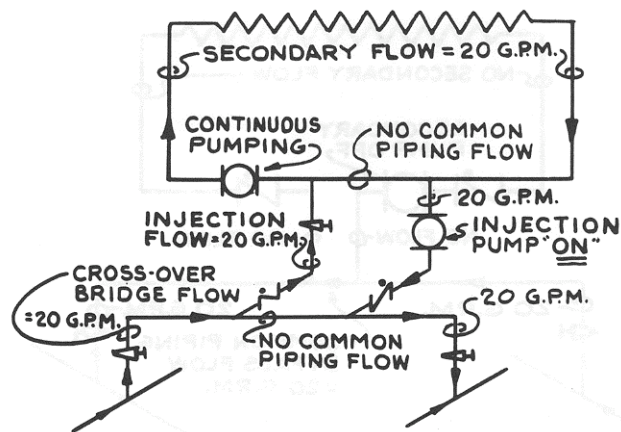 SECONDARY FLOW = 20 G.P.M.
CONTINUOUS
PUMPING
NO COMMON
PIPING FLOW
20 G.P.M.
INJECTION
FLOW=20 G.P.M.
INJECTION
PUMP "ON"
CROSS-OVER
BRIDGE FLOW
=20 G.P.M.
20 G.P.M.
NO COMMON
PIPING FLOW